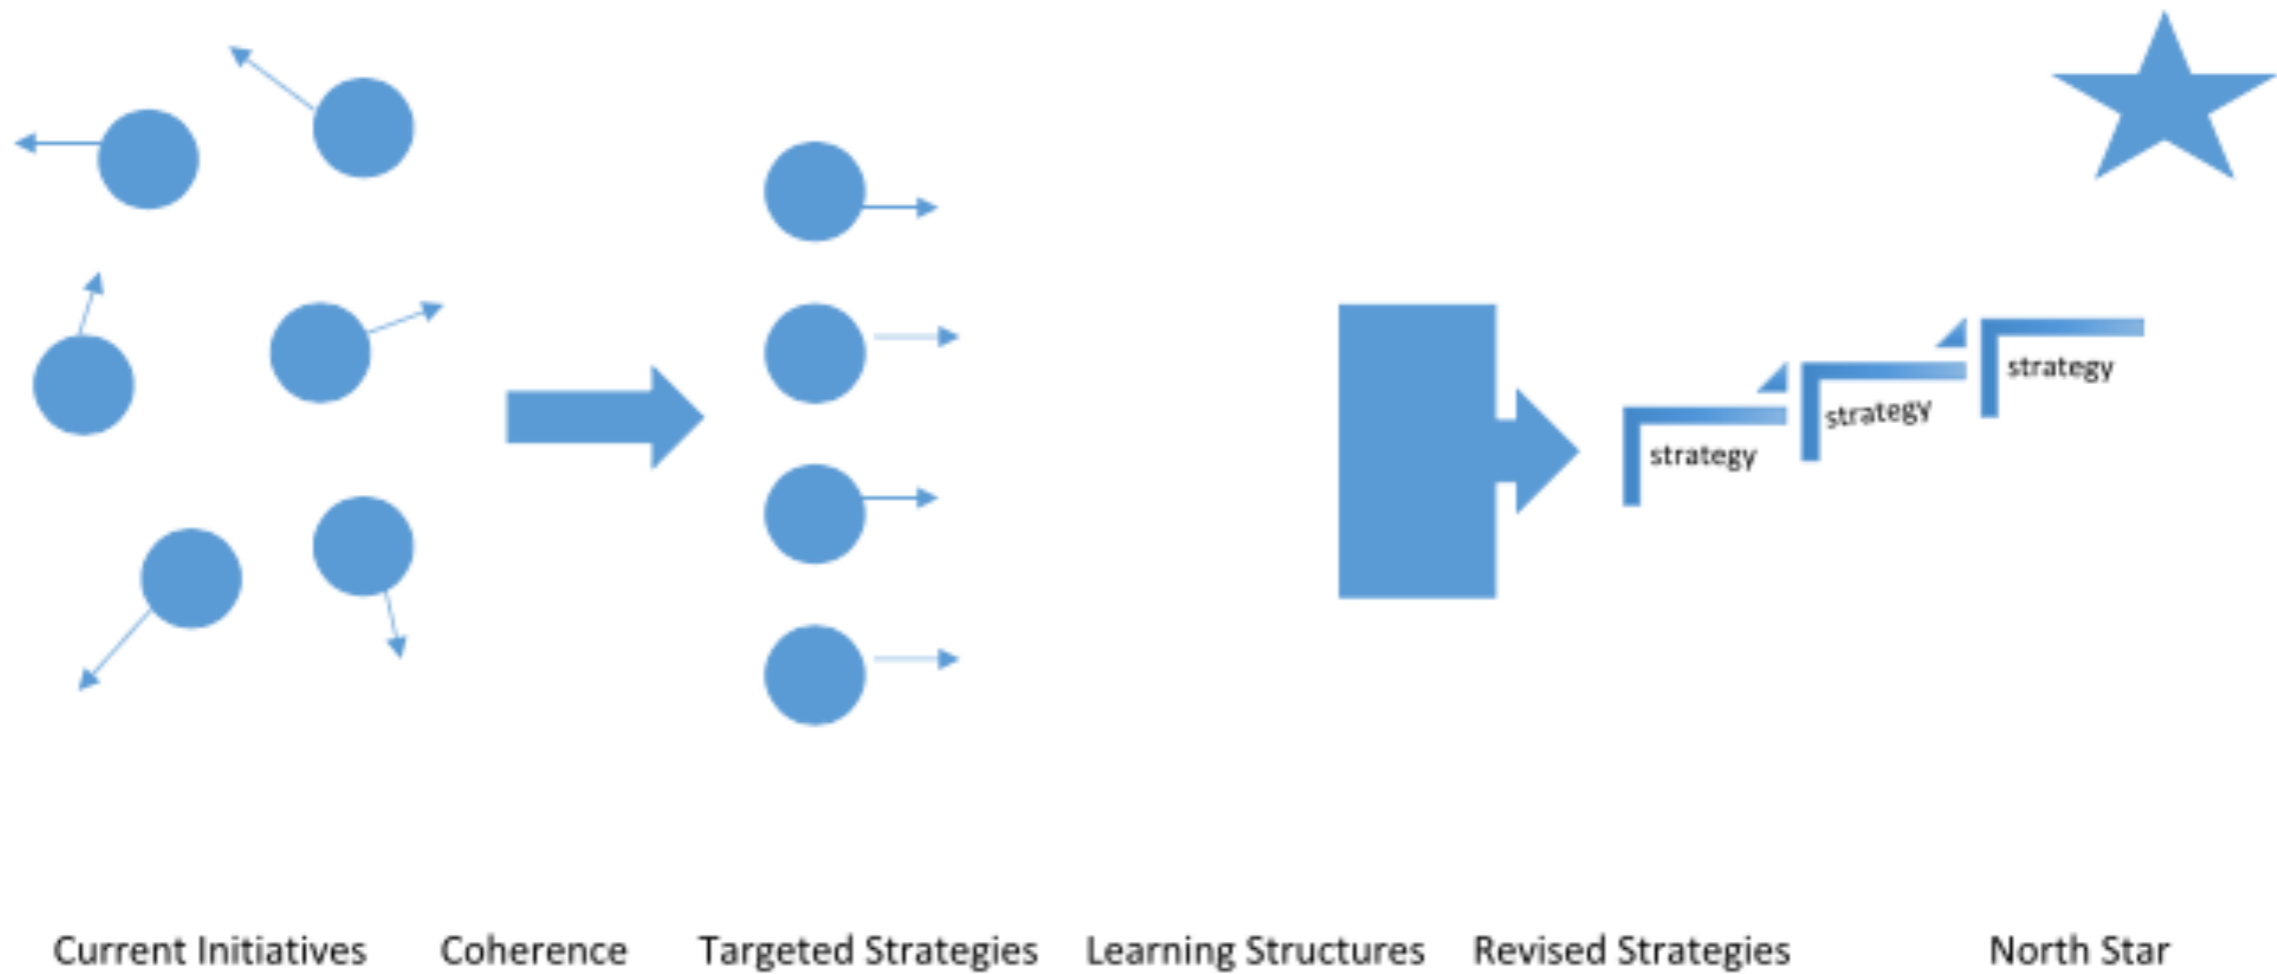 strategy
strategy
strategy
Current Initiatives Coherence Targeted Strategies Learning Structures Revised Strategies North Star